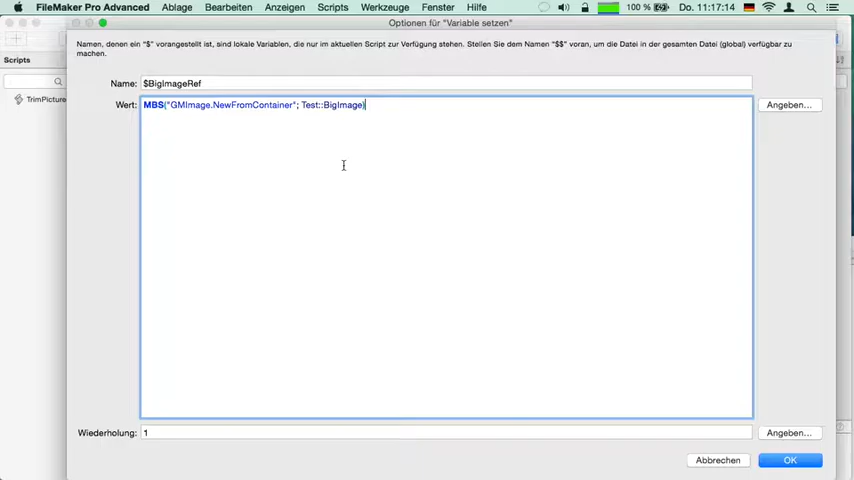 FileMaker Pro Advanced Ablage Bearbeiten Anzeigen Scripts Werkzeuge Fenster Hilfe 100 % Do. 11:17:14
Optionen für "Variable setzen"
Namen, denen ein "$" vorangestellt ist, sind lokale Variablen, die nur im aktuellen Script zur Verfügung stehen. Stellen Sie dem Namen "$$" voran, um die Datei in der gesamten Datei (global) verfügbar zu
machen.
Scripts
Name: $BigImageRef
TrimPicture
Wert: MBS("GMImage.NewFromContainer"; Test::BigImage) Angeben...
Wiederholung: 1 Angeben...
Abbrechen OK